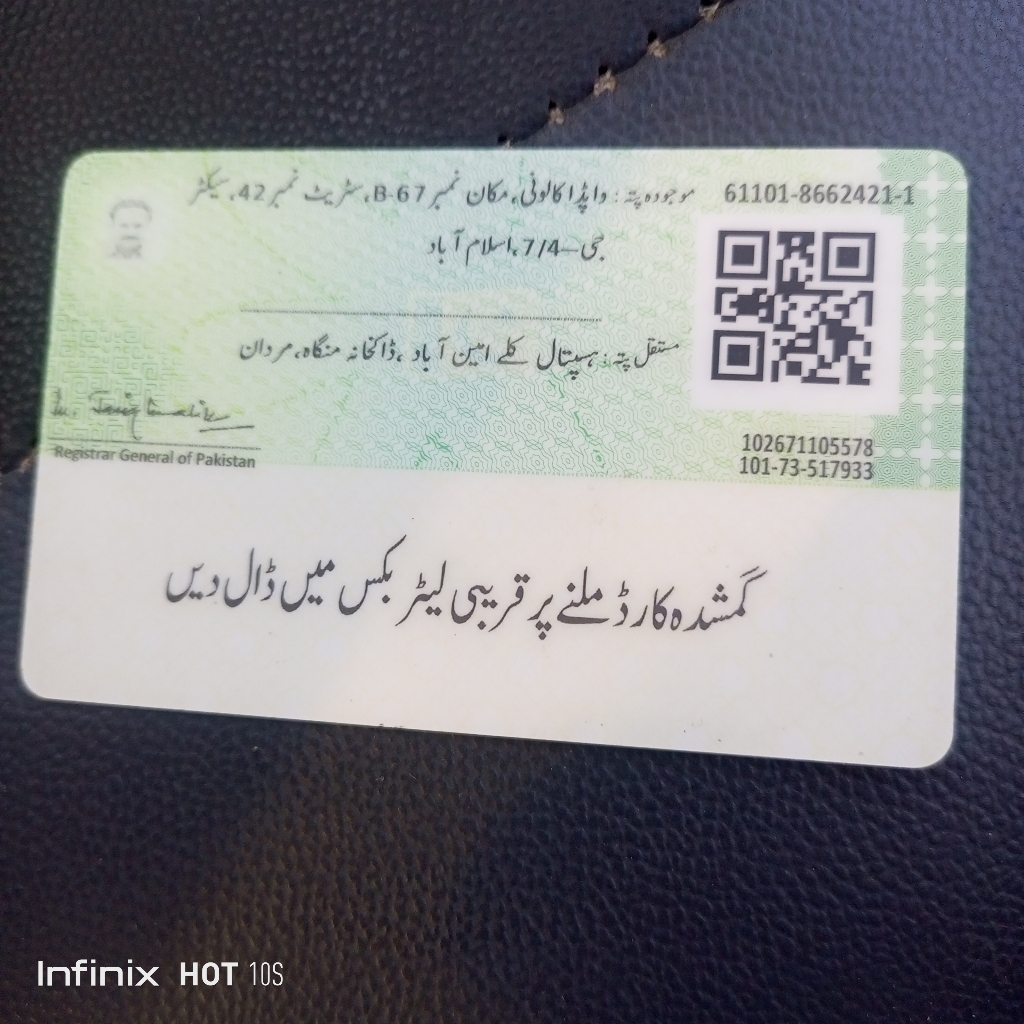 61101-8662421-1
موجودہ پتہ: واپڈا کالونی، مکان نمبر B-67، سٹریٹ نمبر 42، سیکٹر
جی–7/4، اسلام آباد
مستقل پتہ: ہسپتال کلے امین آباد، ڈاکخانہ منگاہ، مردان
Registrar General of Pakistan
102671105578
101-73-517933
گمشدہ کارڈ ملنے پر قریبی لیٹر بکس میں ڈال دیں
Infinix HOT 10S